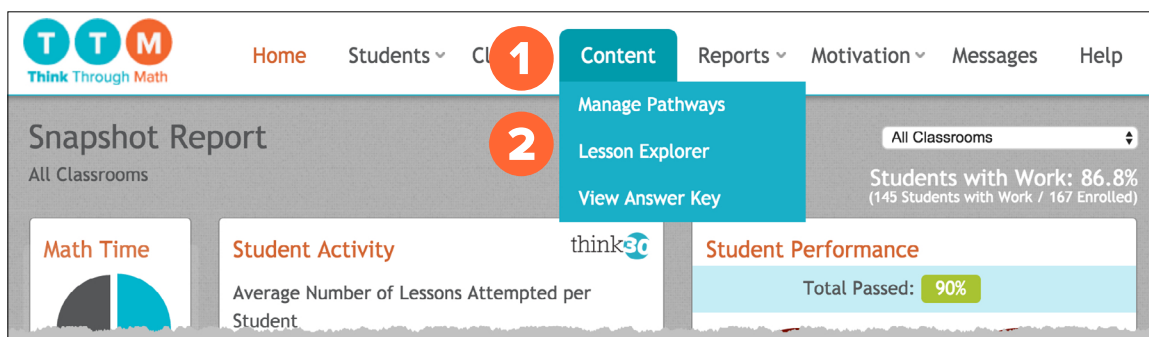 T T M
Think Through Math
Home Students Cl 1 Content Reports Motivation Messages Help
Manage Pathways
2 Lesson Explorer
View Answer Key
Snapshot Report
All Classrooms
All Classrooms
Students with Work: 86.8%
(145 Students with Work / 167 Enrolled)
Math Time
Student Activity
think30
Average Number of Lessons Attempted per
Student
Student Performance
Total Passed: 90%